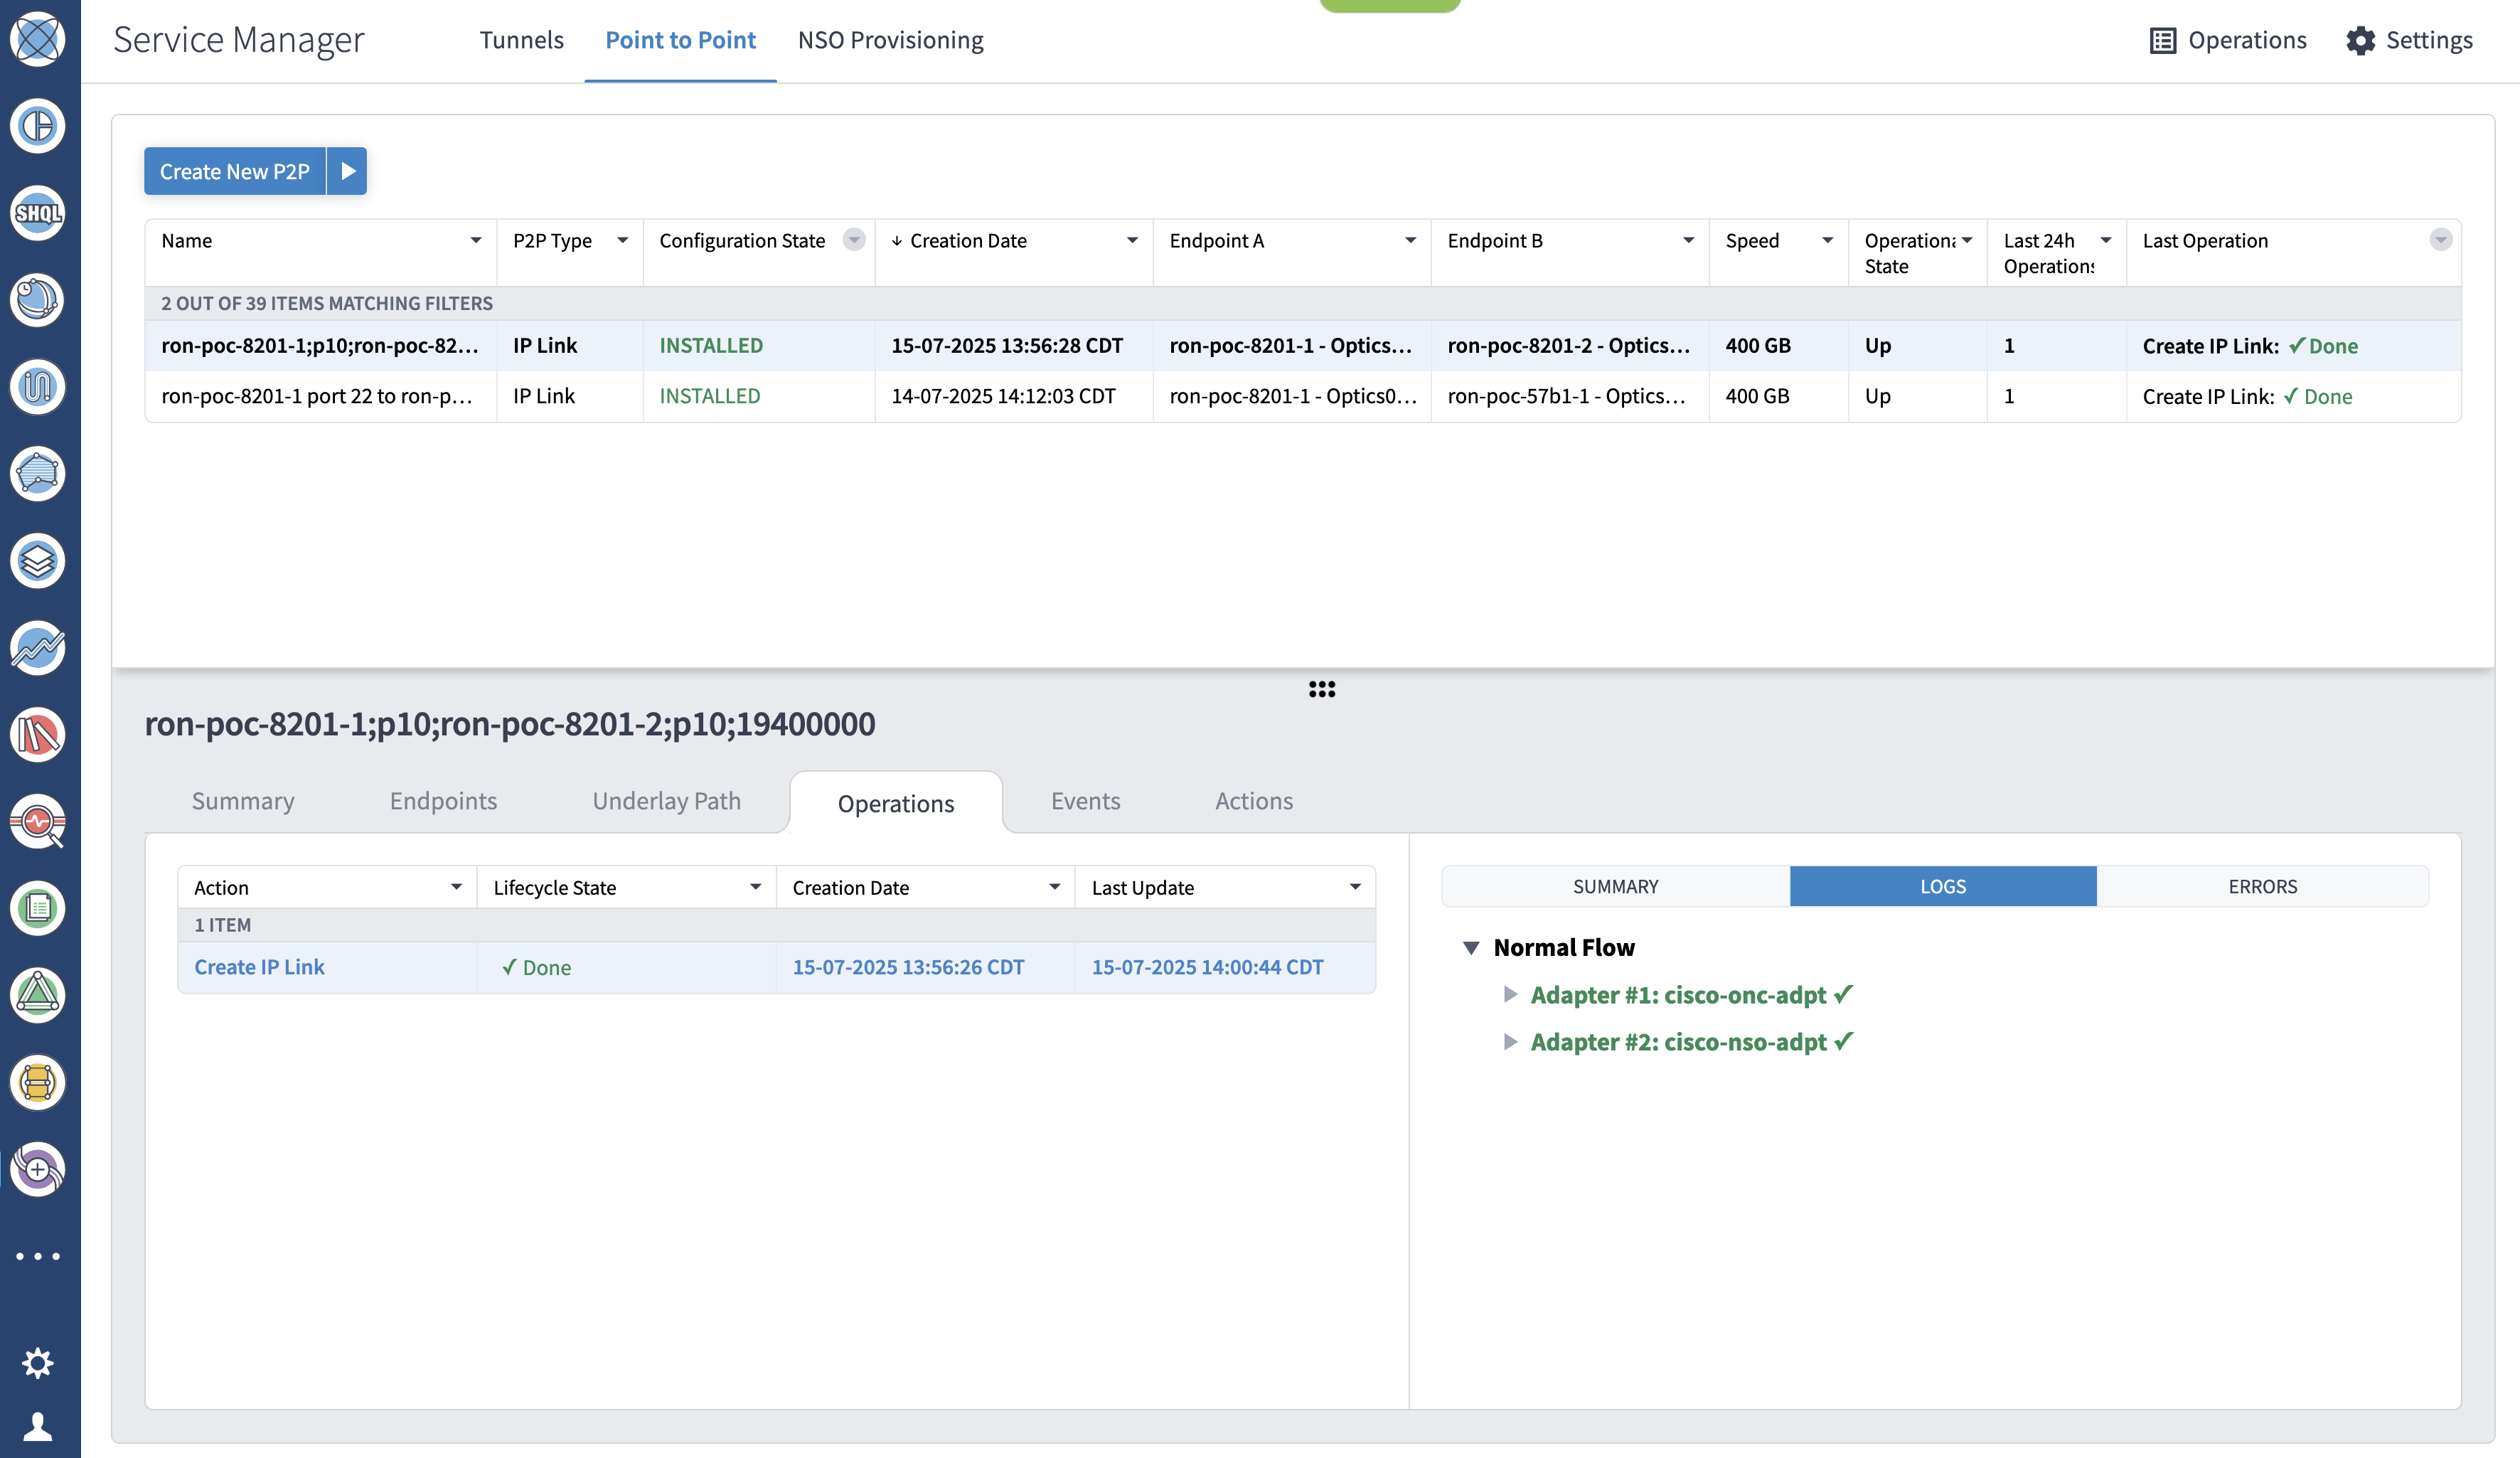 Service Manager
Tunnels
Point to Point
NSO Provisioning
Operations
Settings
SHQL
Create New P2P
Name
P2P Type
Configuration State
↓ Creation Date
Endpoint A
Endpoint B
Speed
Operationa
State
Last 24h
Operations
Last Operation
2 OUT OF 39 ITEMS MATCHING FILTERS
ron-poc-8201-1;p10;ron-poc-82... IP Link INSTALLED 15-07-2025 13:56:28 CDT ron-poc-8201-1 - Optics... ron-poc-8201-2 - Optics... 400 GB Up 1 Create IP Link: ✓Done
ron-poc-8201-1 port 22 to ron-p... IP Link INSTALLED 14-07-2025 14:12:03 CDT ron-poc-8201-1 - Optics0... ron-poc-57b1-1 - Optics... 400 GB Up 1 Create IP Link: ✓ Done
ron-poc-8201-1;p10;ron-poc-8201-2;p10;19400000
Summary
Endpoints
Underlay Path
Operations
Events
Actions
Action
Lifecycle State
Creation Date
Last Update
1 ITEM
Create IP Link ✓ Done 15-07-2025 13:56:26 CDT 15-07-2025 14:00:44 CDT
SUMMARY
LOGS
ERRORS
Normal Flow
Adapter #1: cisco-onc-adpt ✓
Adapter #2: cisco-nso-adpt ✓